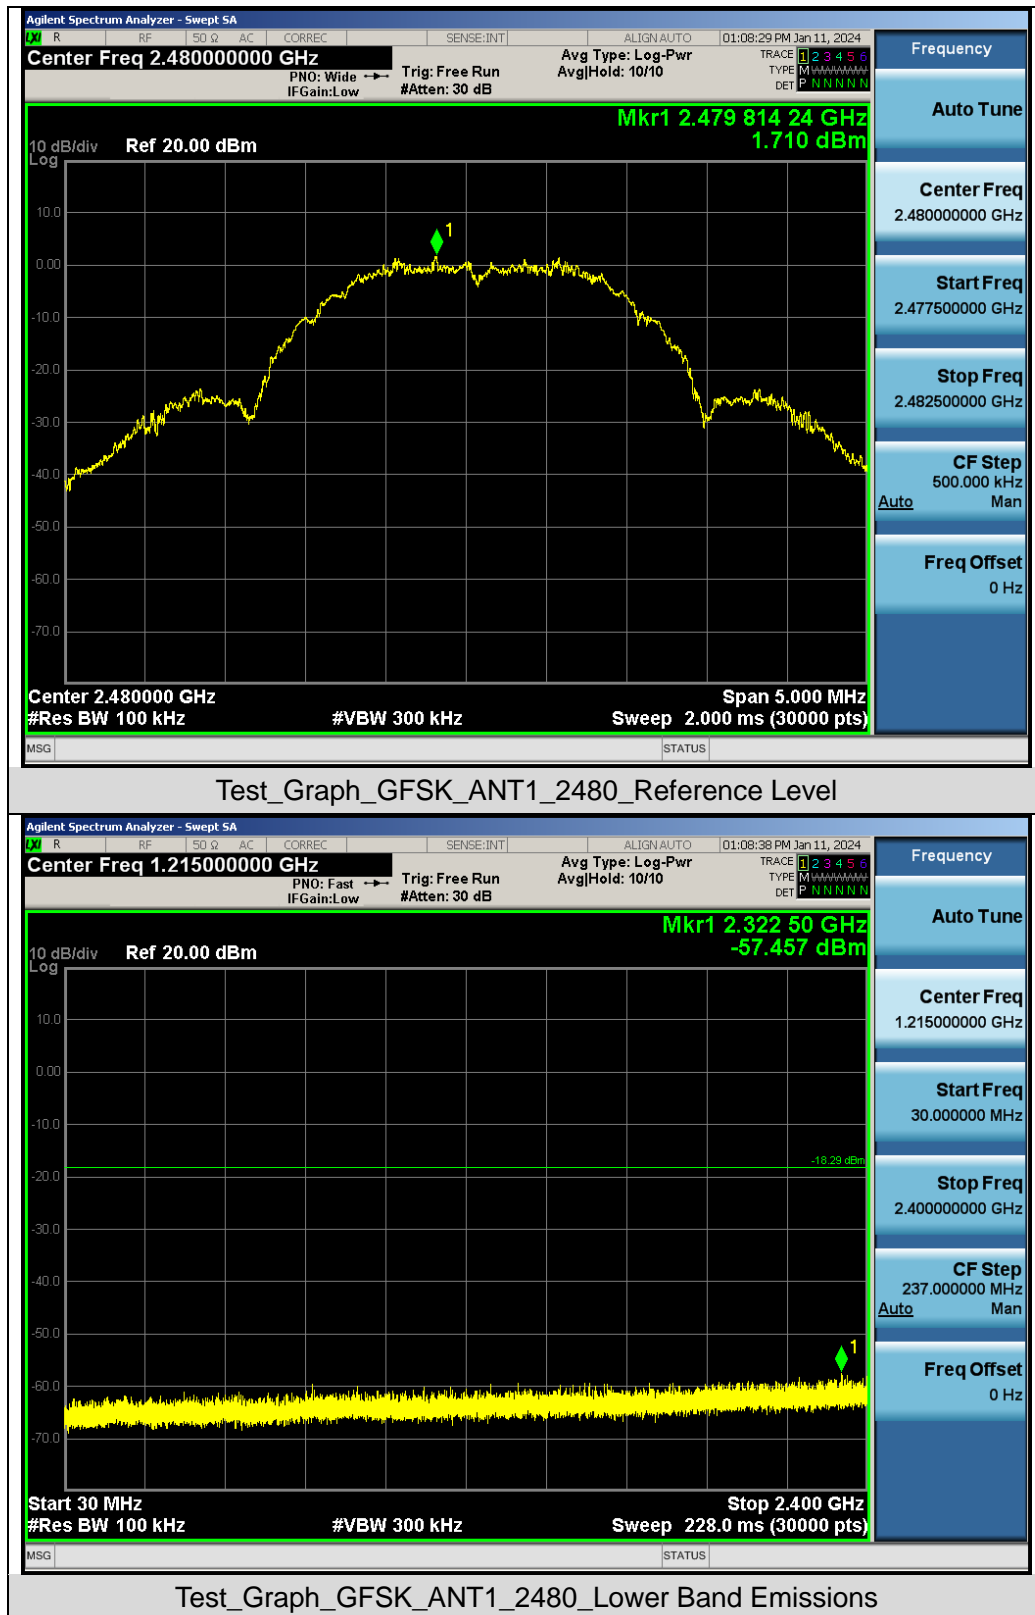 Agilent Spectrum Analyzer - Swept SA
LXI R RF 50 Ω AC CORREC SENSE:INT ALIGN AUTO 01:08:29 PM Jan 11, 2024
Center Freq 2.480000000 GHz
PNO: Wide
IFGain:Low
Trig: Free Run
#Atten: 30 dB
Avg Type: Log-Pwr
Avg|Hold: 10/10
TRACE 1 2 3 4 5 6
TYPE M
DET P N N N N N
Frequency
Auto Tune
Center Freq
2.480000000 GHz
Start Freq
2.477500000 GHz
Stop Freq
2.482500000 GHz
CF Step
500.000 kHz
Auto Man
Freq Offset
0 Hz
Mkr1 2.479 814 24 GHz
1.710 dBm
10 dB/div Ref 20.00 dBm
Log
10.0
0.00
-10.0
-20.0
-30.0
-40.0
-50.0
-60.0
-70.0
1
Center 2.480000 GHz Span 5.000 MHz
#Res BW 100 kHz #VBW 300 kHz Sweep 2.000 ms (30000 pts)
MSG STATUS
Test_Graph_GFSK_ANT1_2480_Reference Level
Agilent Spectrum Analyzer - Swept SA
LXI R RF 50 Ω AC CORREC SENSE:INT ALIGN AUTO 01:08:38 PM Jan 11, 2024
Center Freq 1.215000000 GHz
PNO: Fast
IFGain:Low
Trig: Free Run
#Atten: 30 dB
Avg Type: Log-Pwr
Avg|Hold: 10/10
TRACE 1 2 3 4 5 6
TYPE M
DET P N N N N N
Frequency
Auto Tune
Center Freq
1.215000000 GHz
Start Freq
30.000000 MHz
Stop Freq
2.400000000 GHz
CF Step
237.000000 MHz
Auto Man
Freq Offset
0 Hz
Mkr1 2.322 50 GHz
-57.457 dBm
10 dB/div Ref 20.00 dBm
Log
10.0
0.00
-10.0
-20.0
-30.0
-40.0
-50.0
-60.0
-70.0
-18.29 dBm
1
Start 30 MHz Stop 2.400 GHz
#Res BW 100 kHz #VBW 300 kHz Sweep 228.0 ms (30000 pts)
MSG STATUS
Test_Graph_GFSK_ANT1_2480_Lower Band Emissions